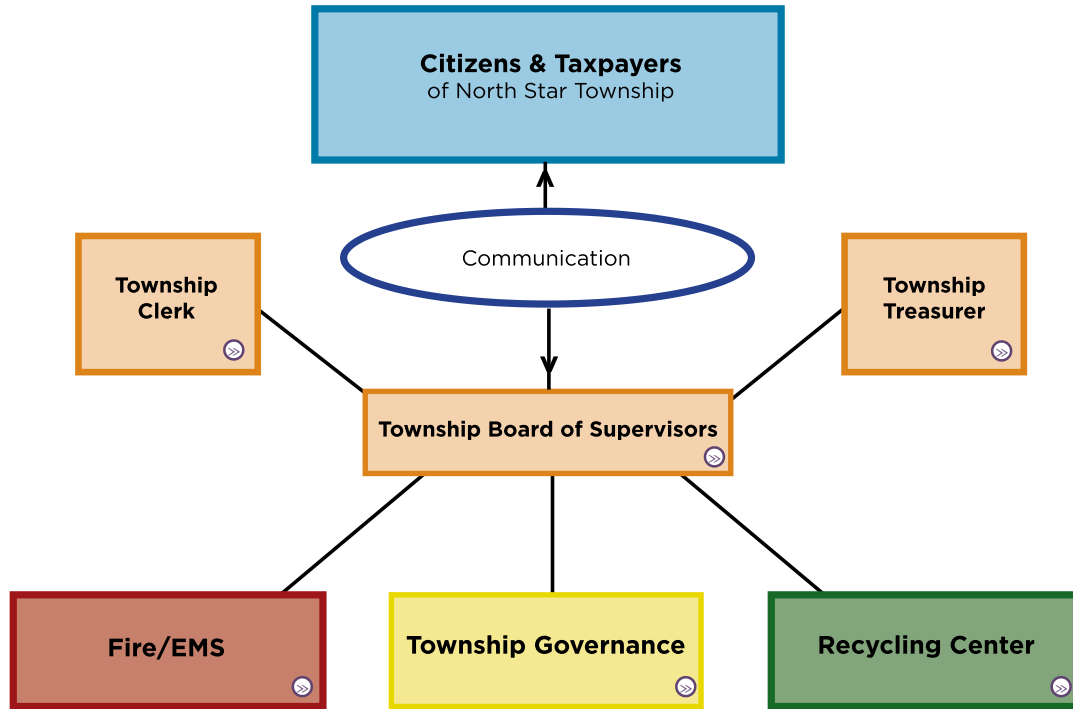 Citizens & Taxpayers
of North Star Township
Communication
Township
Clerk
Township
Treasurer
Township Board of Supervisors
Fire/EMS
Township Governance
Recycling Center